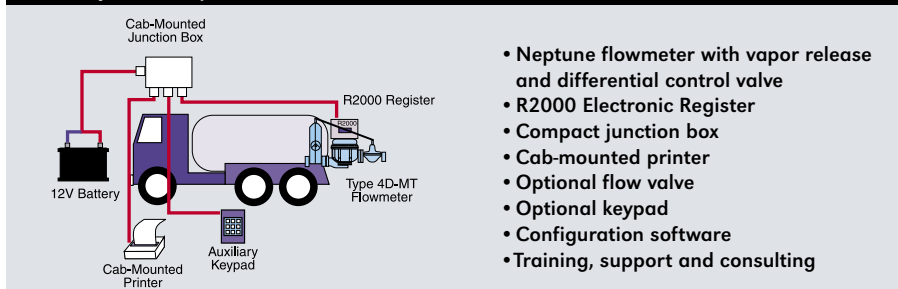 Cab-Mounted
Junction Box
R2000 Register
R2000
12V Battery
Type 4D-MT
Flowmeter
Auxiliary
Keypad
Cab-Mounted
Printer
• Neptune flowmeter with vapor release
and differential control valve
• R2000 Electronic Register
• Compact junction box
• Cab-mounted printer
• Optional flow valve
• Optional keypad
• Configuration software
• Training, support and consulting